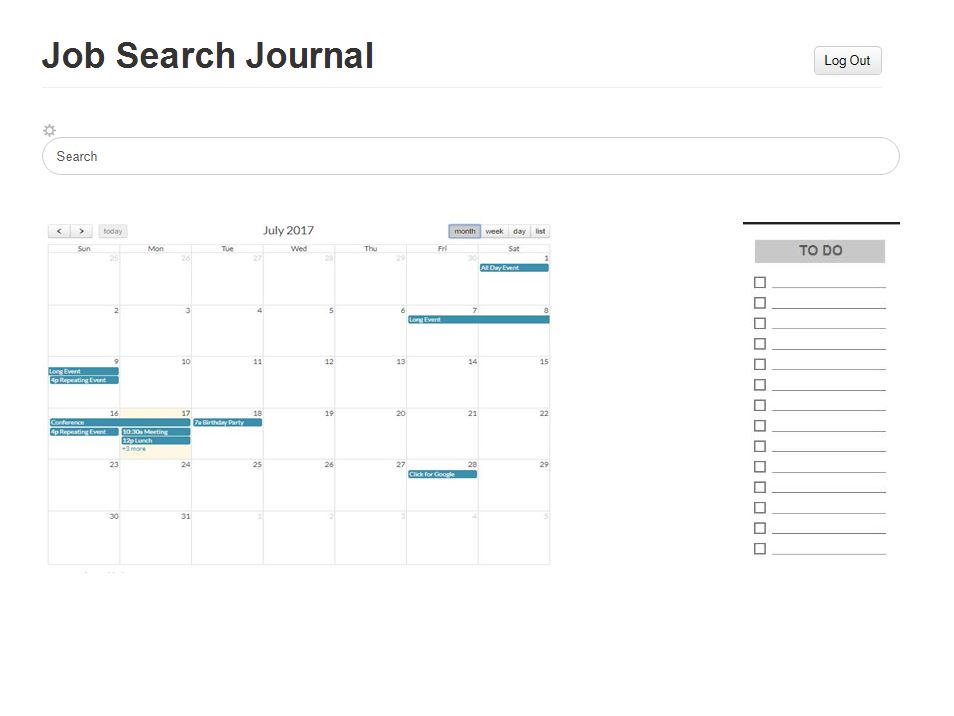 Job Search Journal
Log Out
Search
< > today July 2017 month week day list
Sun Mon Tue Wed Thu Fri Sat
25 26 27 28 29 30 1
All Day Event
2 3 4 5 6 7 8
Long Event
9 10 11 12 13 14 15
Long Event
4p Repeating Event
16 17 18 19 20 21 22
Conference 7a Birthday Party
4p Repeating Event 10:30a Meeting
12p Lunch
+3 more
23 24 25 26 27 28 29
Click for Google
30 31 1 2 3 4 5
TO DO